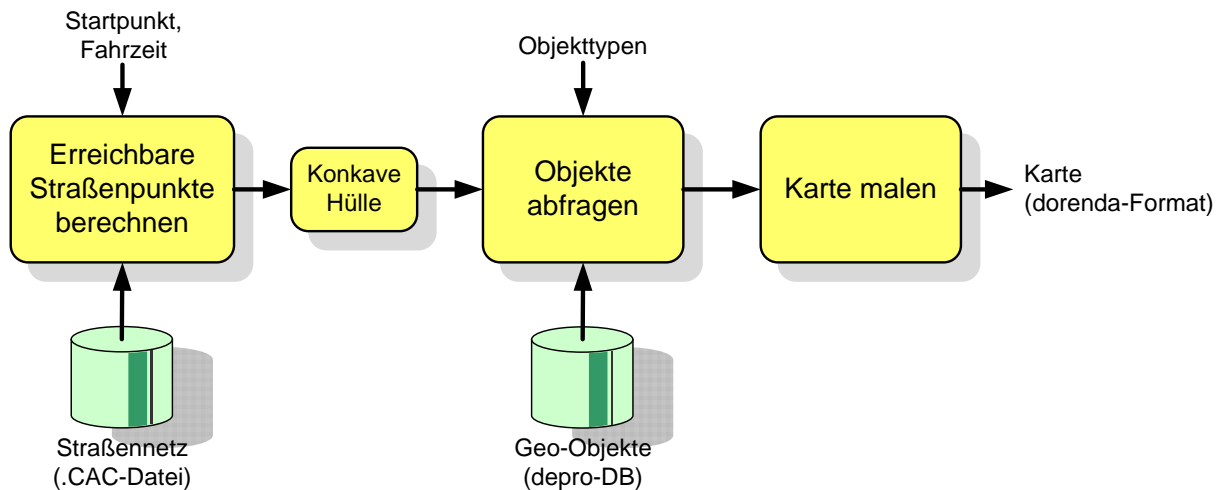 Startpunkt,
Fahrzeit
Objekttypen
Erreichbare
Straßenpunkte
berechnen
Konkave
Hülle
Objekte
abfragen
Karte malen
Karte
(dorenda-Format)
Straßennetz
(.CAC-Datei)
Geo-Objekte
(depro-DB)